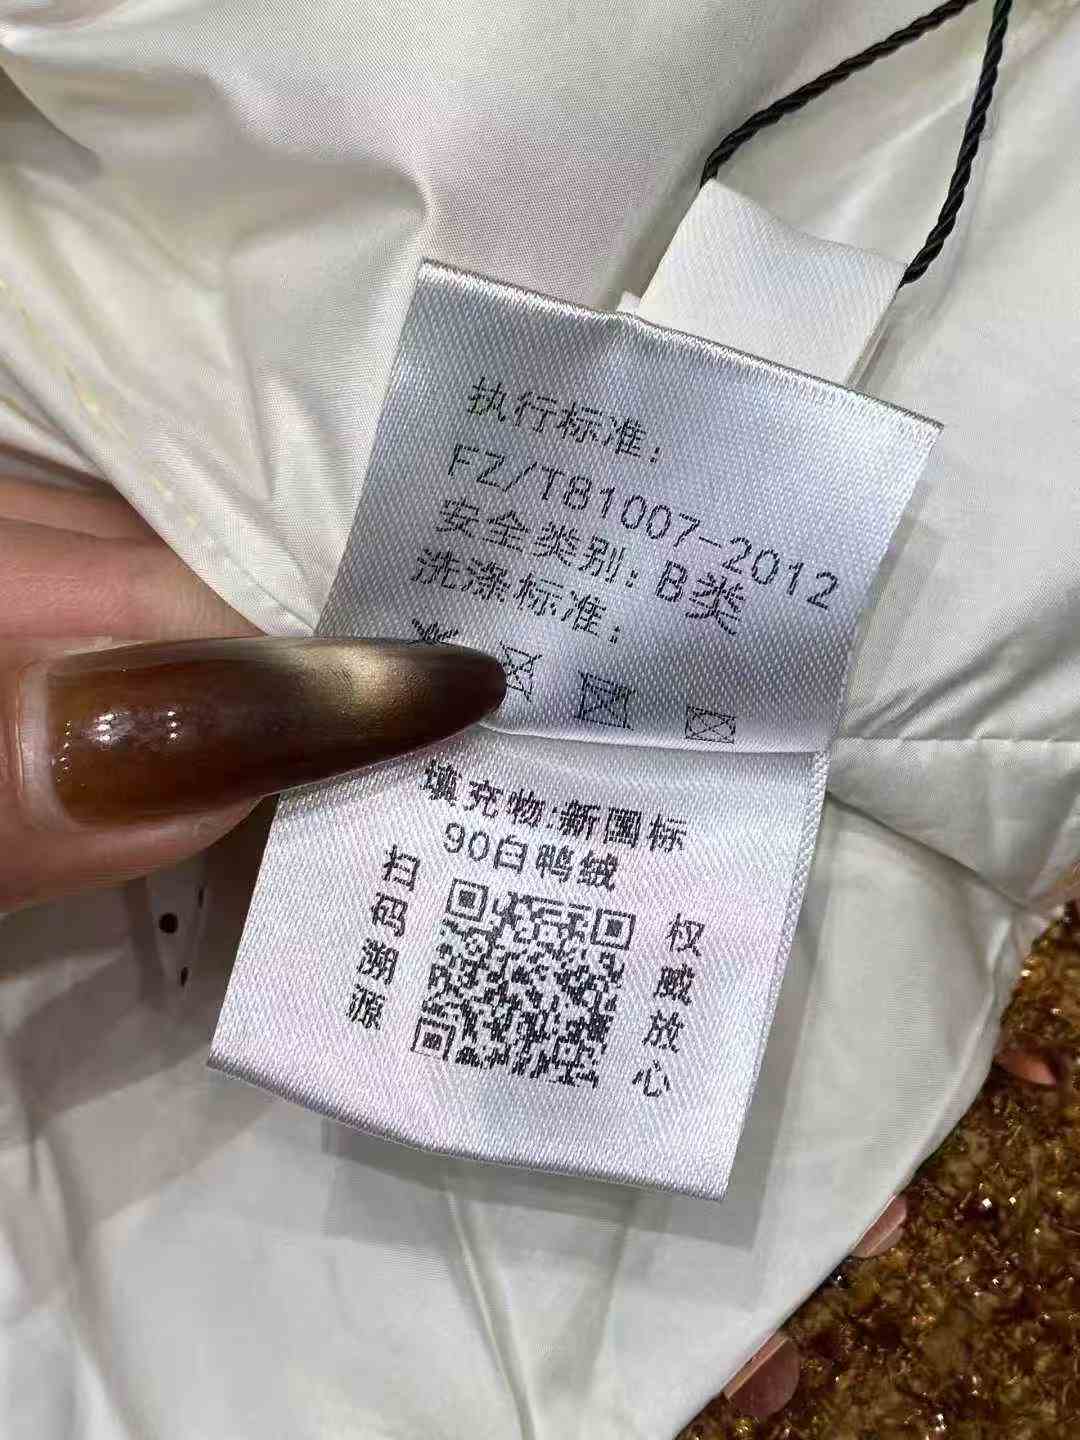 执行标准：
FZ/T81007-2012
安全类别：B类
洗涤标准：
填充物:新国标
90白鸭绒
扫码溯源
权威放心